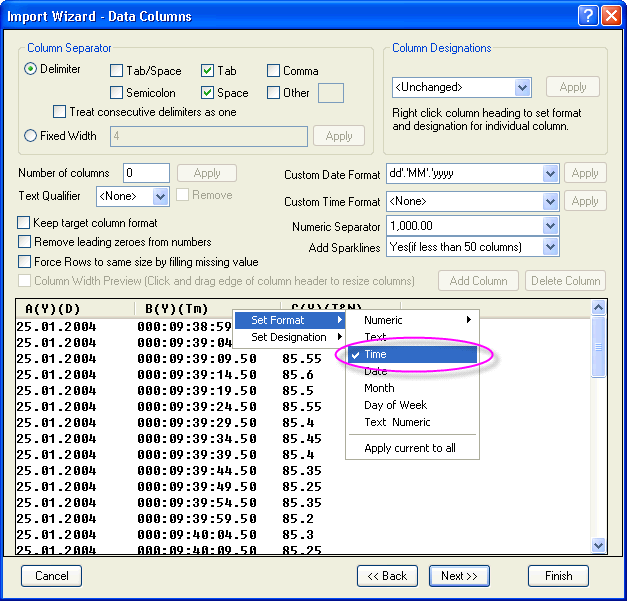 Import Wizard - Data Columns
Column Separator
Column Designations
Delimiter
Tab/Space
Tab
Comma
Semicolon
Space
Other
Treat consecutive delimiters as one
Fixed Width
4
Apply
<Unchanged>
Apply
Right click column heading to set format
and designation for individual column.
Number of columns
0
Apply
Text Qualifier
<None>
Remove
Custom Date Format
dd'.'MM'.'yyyy
Apply
Custom Time Format
<None>
Apply
Numeric Separator
1,000.00
Add Sparklines
Yes(if less than 50 columns)
Keep target column format
Remove leading zeroes from numbers
Force Rows to same size by filling missing value
Column Width Preview (Click and drag edge of column header to resize columns)
Add Column
Delete Column
A(Y)(D) B(Y)(Tm) C(Y)(T&N)
25.01.2004 000:09:38:59
25.01.2004 000:09:39:04
25.01.2004 000:09:39:09.50 85.55
25.01.2004 000:09:39:14.50 85.6
25.01.2004 000:09:39:19.50 85.5
25.01.2004 000:09:39:24.50 85.55
25.01.2004 000:09:39:29.50 85.4
25.01.2004 000:09:39:34.50 85.45
25.01.2004 000:09:39:39.50 85.4
25.01.2004 000:09:39:44.50 85.35
25.01.2004 000:09:39:49.50 85.25
25.01.2004 000:09:39:54.50 85.35
25.01.2004 000:09:39:59.50 85.2
25.01.2004 000:09:40:04.50 85.3
25.01.2004 000:09:40:09.50 85.25
Set Format
Set Designation
Numeric
Text
Time
Date
Month
Day of Week
Text Numeric
Apply current to all
Cancel
<< Back
Next >>
Finish